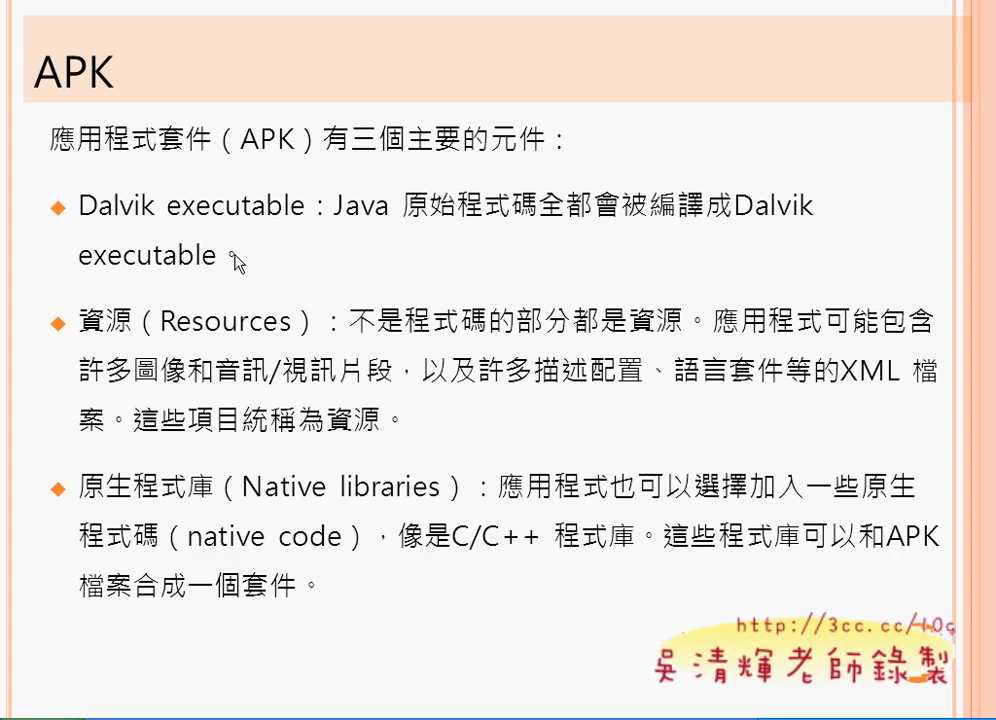 APK
應用程式套件（APK）有三個主要的元件：
Dalvik executable：Java 原始程式碼全都會被編譯成Dalvik
executable。
資源（Resources）：不是程式碼的部分都是資源。應用程式可能包含
許多圖像和音訊/視訊片段，以及許多描述配置、語言套件等的XML 檔
案。這些項目統稱為資源。
原生程式庫（Native libraries）：應用程式也可以選擇加入一些原生
程式碼（native code），像是C/C++ 程式庫。這些程式庫可以和APK
檔案合成一個套件。
http://3cc.cc/
吳清輝老師錄製